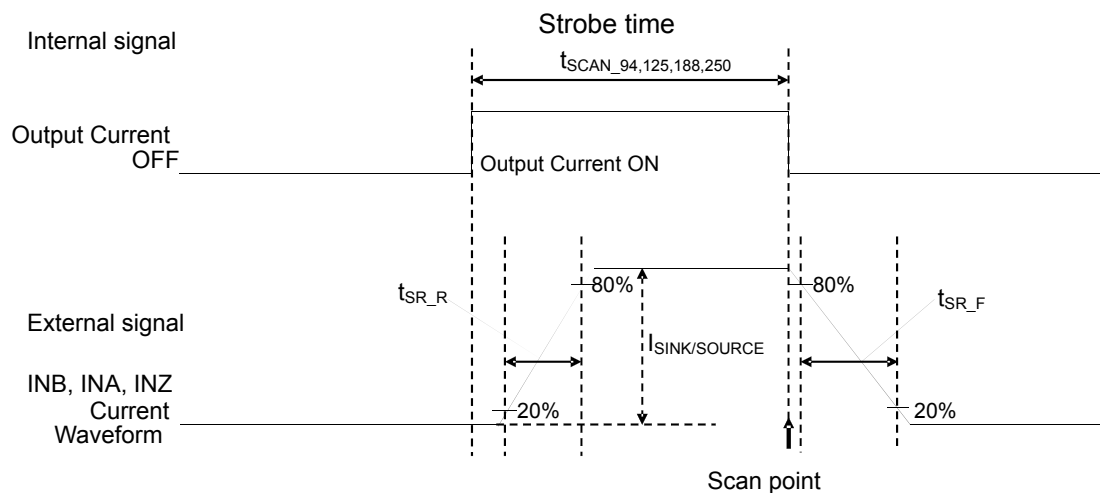 Strobe time
Internal signal
tSCAN_94,125,188,250
Output Current
OFF
Output Current ON
80%
80%
tSR_R
tSR_F
External signal
ISINK/SOURCE
INB, INA, INZ
Current
Waveform
20%
20%
Scan point